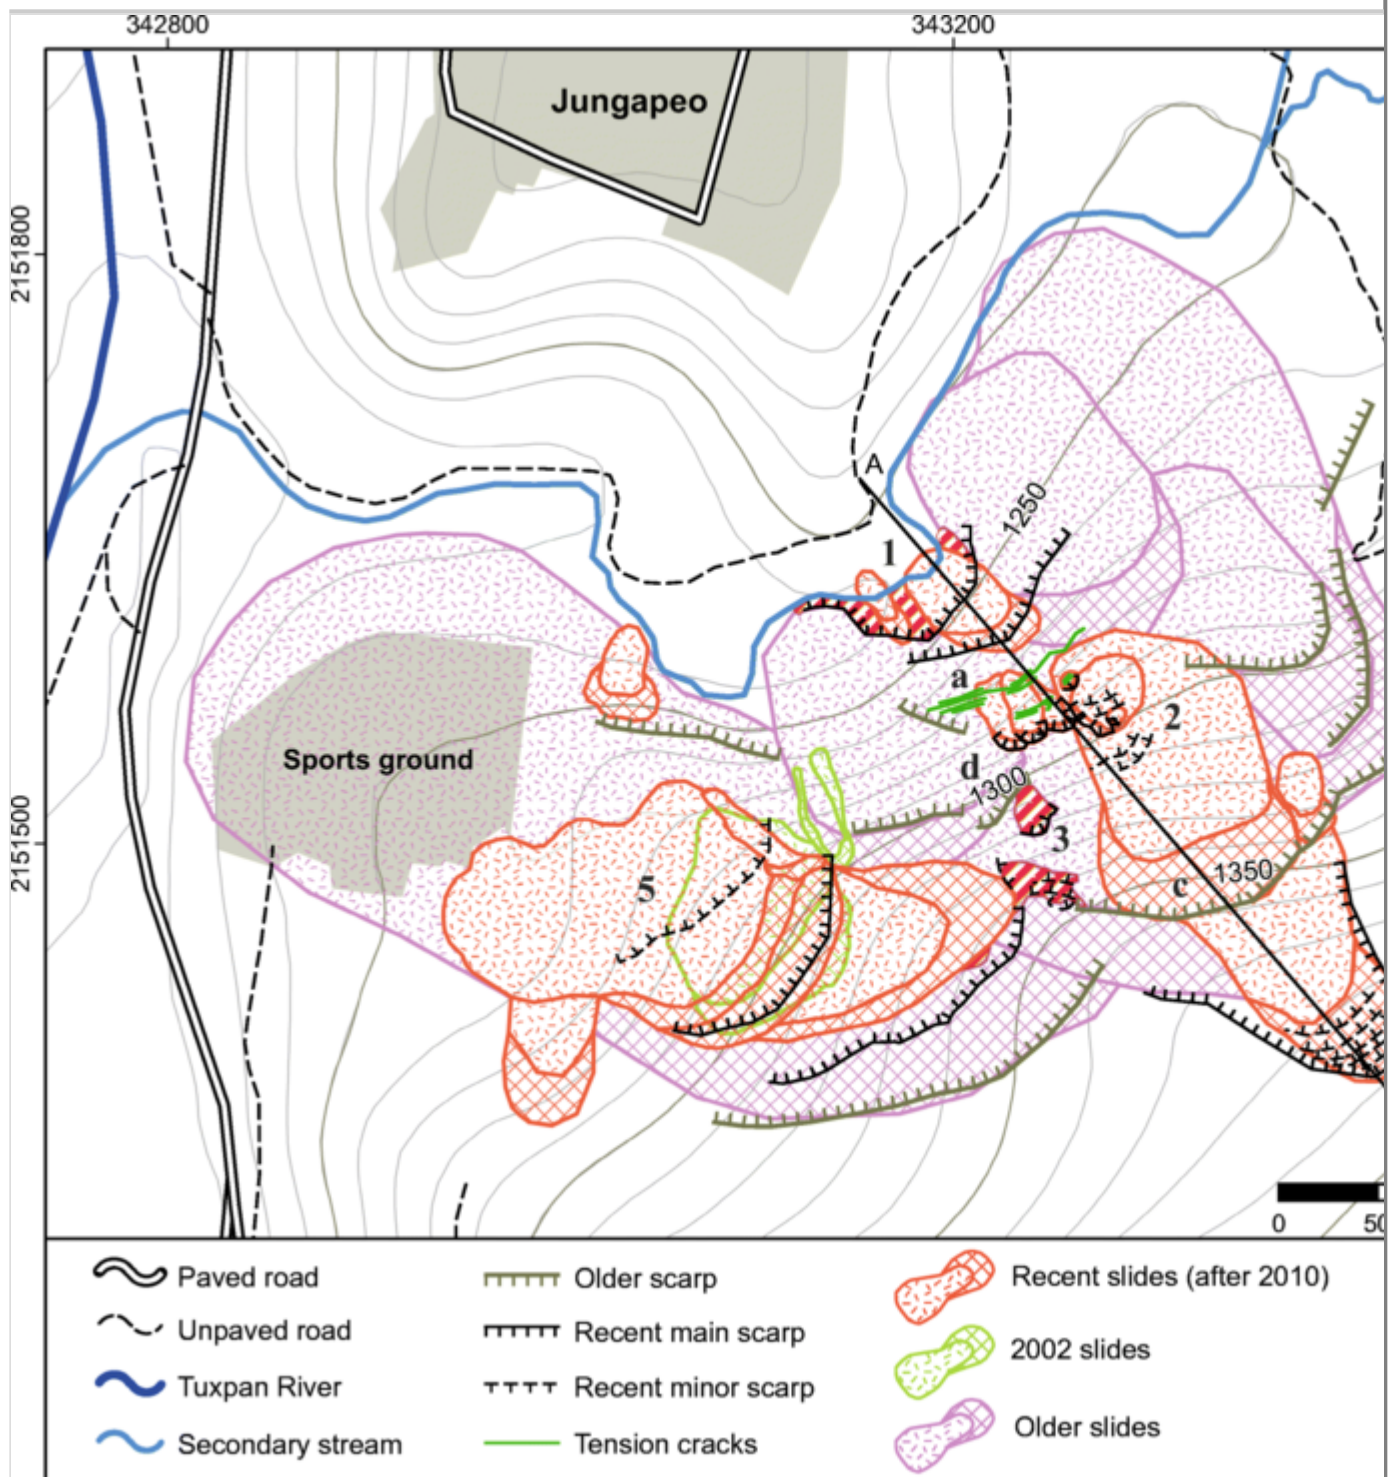 342800
343200
Jungapeo
2151800
A
1250
1
a
2
Sports ground
d
1300
3
2151500
5
c
1350
0
50
Paved road
Older scarp
Recent slides (after 2010)
Unpaved road
Recent main scarp
2002 slides
Tuxpan River
Recent minor scarp
Older slides
Secondary stream
Tension cracks